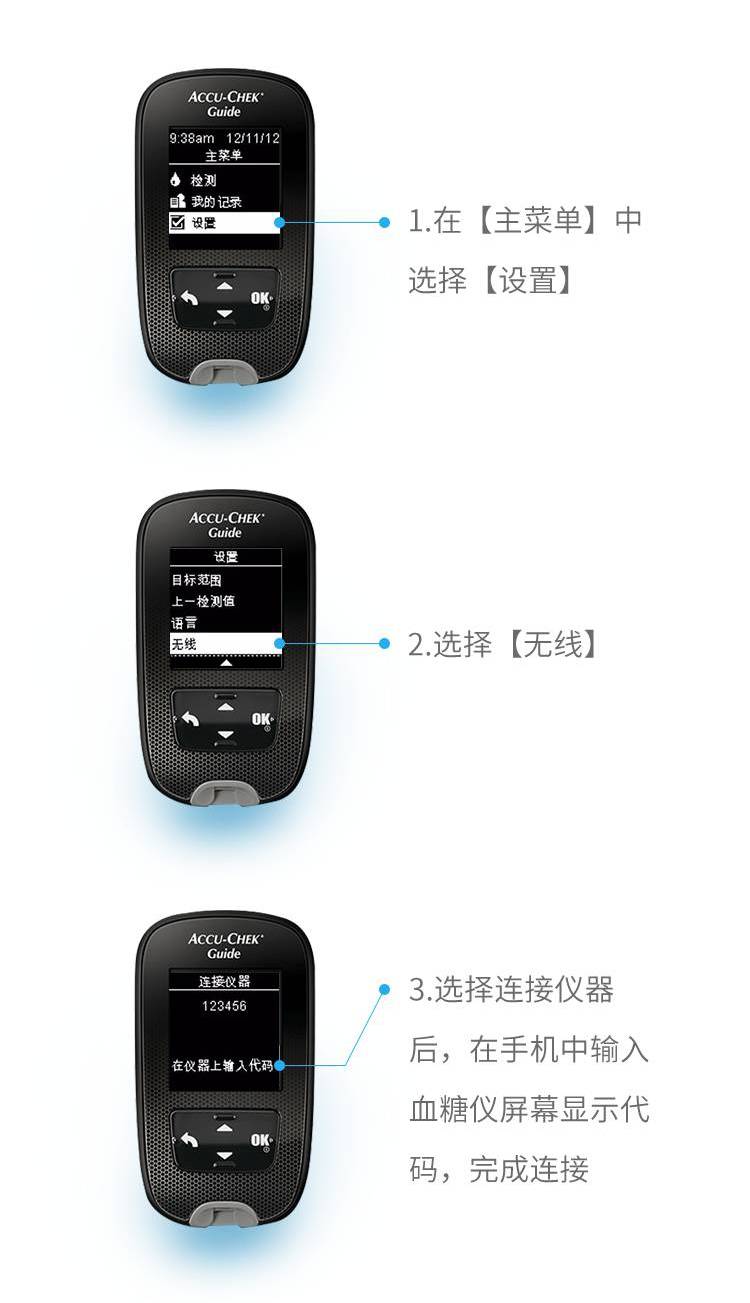 ACCU-CHEK
Guide
9:38am 12/11/12
主菜单
检测
我的记录
设置
OK
1.在【主菜单】中
选择【设置】
ACCU-CHEK
Guide
设置
目标范围
上一检测值
语言
无线
OK
2.选择【无线】
ACCU-CHEK
Guide
连接仪器
123456
在仪器上输入代码
OK
3.选择连接仪器
后，在手机中输入
血糖仪屏幕显示代
码，完成连接